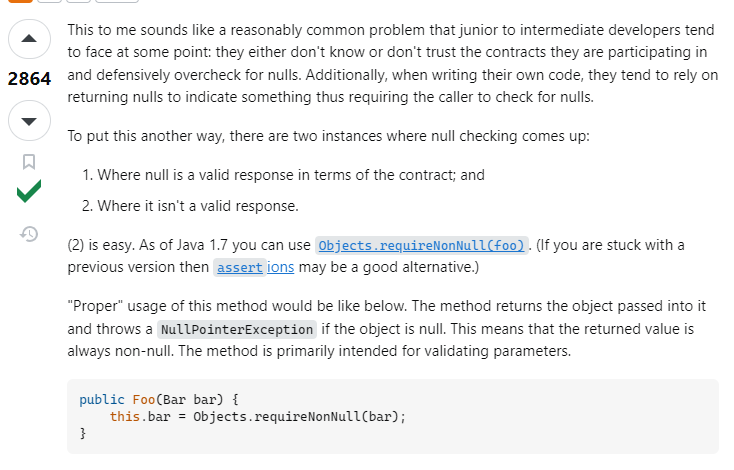 This to me sounds like a reasonably common problem that junior to intermediate developers tend
to face at some point: they either don't know or don't trust the contracts they are participating in
2864
and defensively overcheck for nulls. Additionally, when writing their own code, they tend to rely on
returning nulls to indicate something thus requiring the caller to check for nulls.
To put this another way, there are two instances where null checking comes up:
1. Where null is a valid response in terms of the contract; and
2. Where it isn't a valid response.
(2) is easy. As of Java 1.7 you can use Objects.requireNonNull(foo). (If you are stuck with a
previous version then assertions may be a good alternative.)
"Proper" usage of this method would be like below. The method returns the object passed into it
and throws a NullPointerException if the object is null. This means that the returned value is
always non-null. The method is primarily intended for validating parameters.
public Foo(Bar bar) {
    this.bar = Objects.requireNonNull(bar);
}